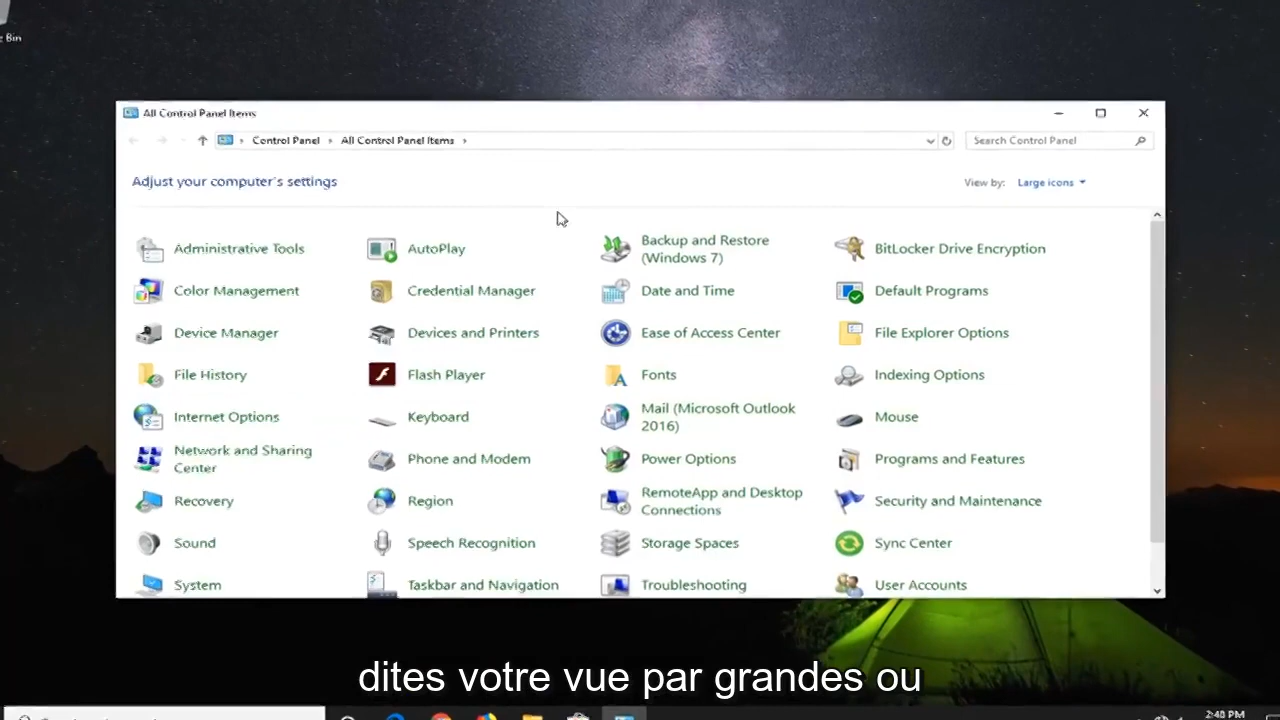 Bin
All Control Panel Items
Control Panel > All Control Panel Items >
Search Control Panel
Adjust your computer's settings
View by: Large icons
Administrative Tools
AutoPlay
Backup and Restore
(Windows 7)
BitLocker Drive Encryption
Color Management
Credential Manager
Date and Time
Default Programs
Device Manager
Devices and Printers
Ease of Access Center
File Explorer Options
File History
Flash Player
Fonts
Indexing Options
Internet Options
Keyboard
Mail (Microsoft Outlook
2016)
Mouse
Network and Sharing
Center
Phone and Modem
Power Options
Programs and Features
Recovery
Region
RemoteApp and Desktop
Connections
Security and Maintenance
Sound
Speech Recognition
Storage Spaces
Sync Center
System
Taskbar and Navigation
Troubleshooting
User Accounts
dites votre vue par grandes ou
2:48 PM